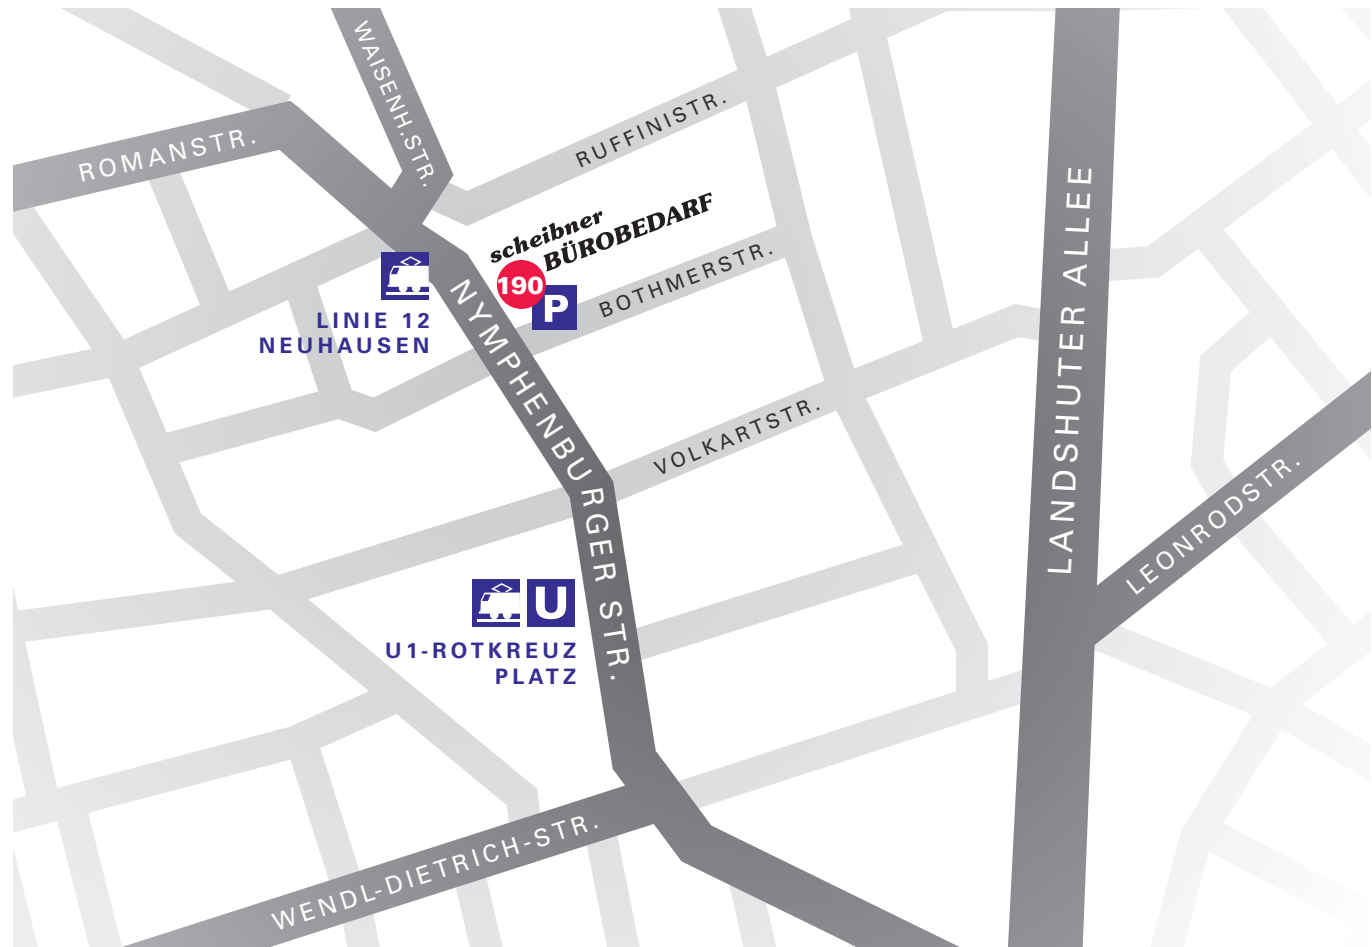 WAISENH.STR.
ROMANSTR.
RUFFINISTR.
scheibner
BÜROBEDARF
190
P
BOTHMERSTR.
LINIE 12
NEUHAUSEN
NYMPHENBURGER STR.
LANDSHUTER ALLEE
VOLKARTSTR.
LEONRODSTR.
U
U1-ROTKREUZ
PLATZ
WENDL-DIETRICH-STR.